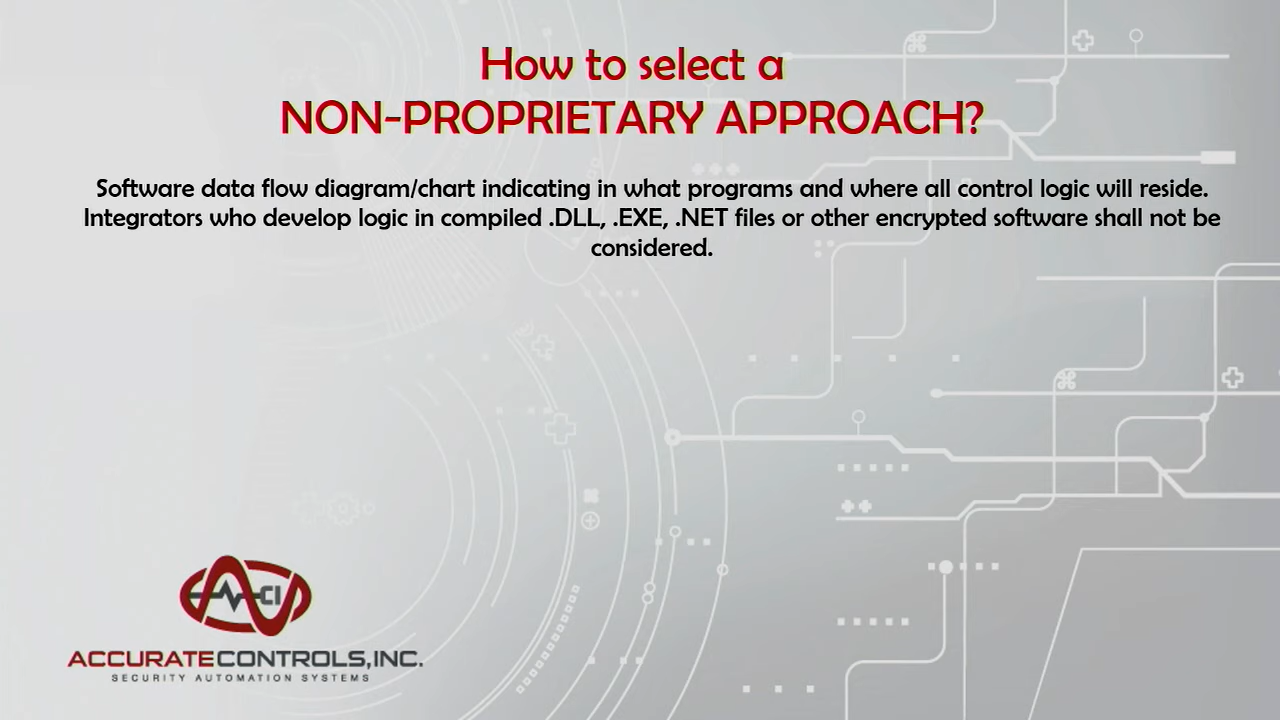 How to select a
NON-PROPRIETARY APPROACH?
Software data flow diagram/chart indicating in what programs and where all control logic will reside.
Integrators who develop logic in compiled .DLL, .EXE, .NET files or other encrypted software shall not be
considered.
CI
ACCURATECONTROLS,INC.
SECURITY AUTOMATION SYSTEMS